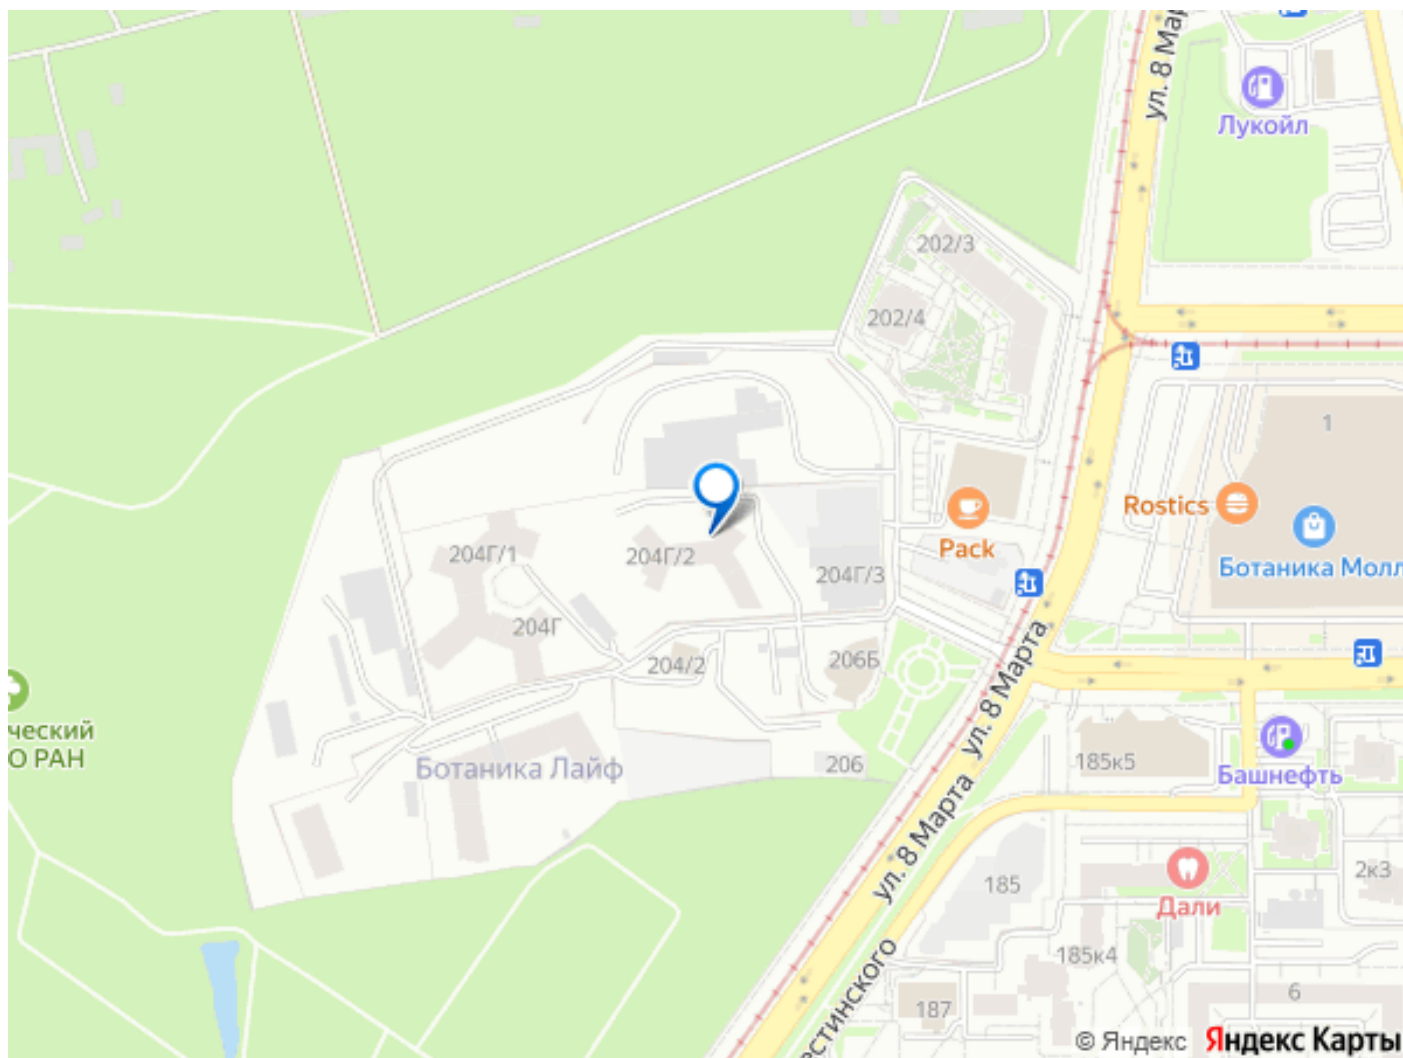 ул. 8 Мар
Лукойл
202/3
202/4
1
Rostics
Ботаника Молл
Pack
204Г/1
204Г/2
204Г/3
204Г
204/2
206Б
ул. 8 Марта
ческий
О РАН
Ботаника Лайф
206
185к5
Башнефть
ул. 8 Марта
185
2к3
Дали
185к4
естинского
187
6
© Яндекс Яндекс Карты